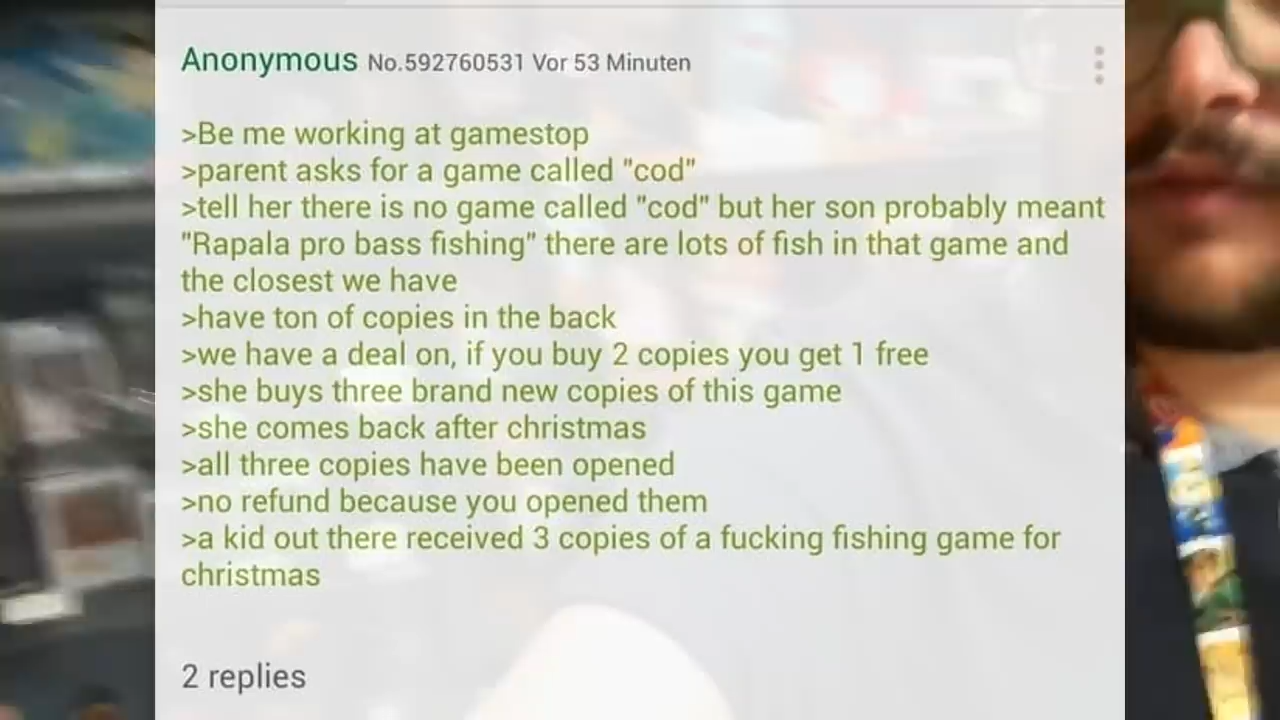 Anonymous No.592760531 Vor 53 Minuten
>Be me working at gamestop
>parent asks for a game called "cod"
>tell her there is no game called "cod" but her son probably meant
"Rapala pro bass fishing" there are lots of fish in that game and
the closest we have
>have ton of copies in the back
>we have a deal on, if you buy 2 copies you get 1 free
>she buys three brand new copies of this game
>she comes back after christmas
>all three copies have been opened
>no refund because you opened them
>a kid out there received 3 copies of a fucking fishing game for
christmas
2 replies